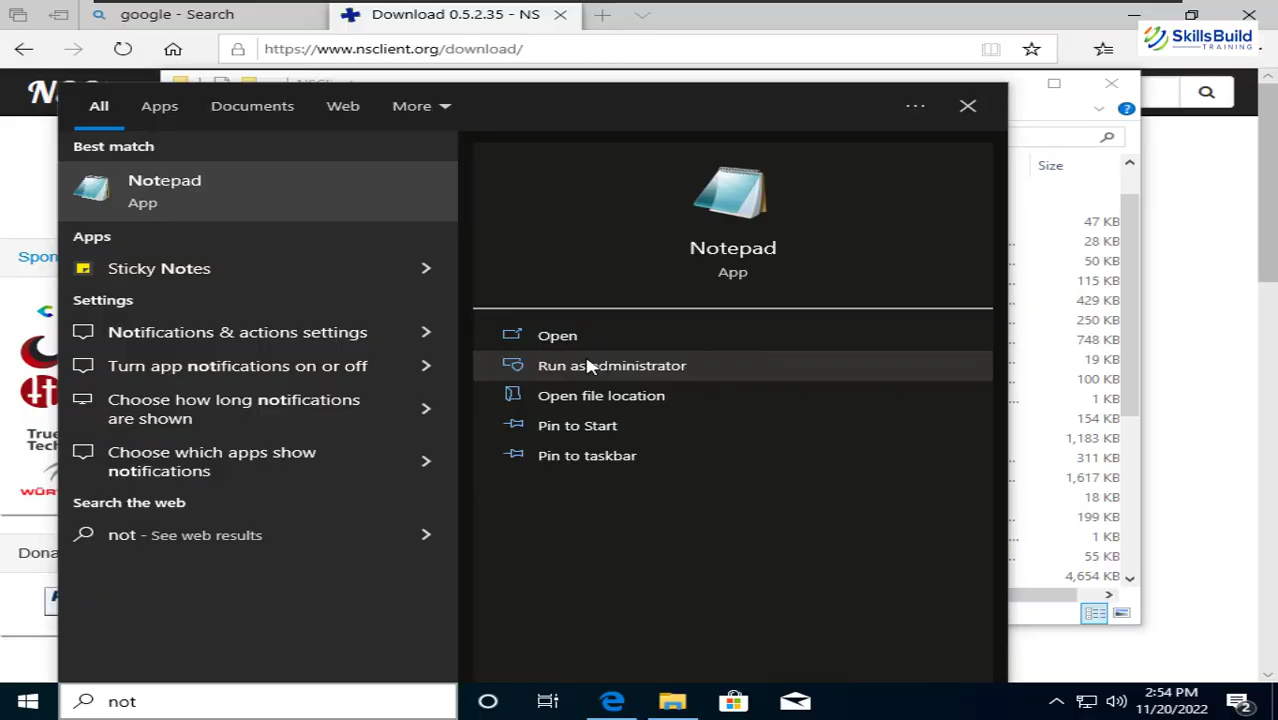 google - Search
Download 0.5.2.35 - NS
https://www.nsclient.org/download/
SkillsBuild
TRAINING
All
Apps
Documents
Web
More
Best match
Notepad
App
Apps
Sticky Notes
Settings
Notifications & actions settings
Turn app notifications on or off
Choose how long notifications
are shown
Choose which apps show
notifications
Search the web
not - See web results
Notepad
App
Open
Run as administrator
Open file location
Pin to Start
Pin to taskbar
Size
47 KB
28 KB
50 KB
115 KB
429 KB
250 KB
748 KB
19 KB
100 KB
1 KB
154 KB
1,183 KB
311 KB
1,617 KB
18 KB
199 KB
1 KB
55 KB
4,654 KB
Spon
True
Tech
WÜR
Dona
not
2:54 PM
11/20/2022
2